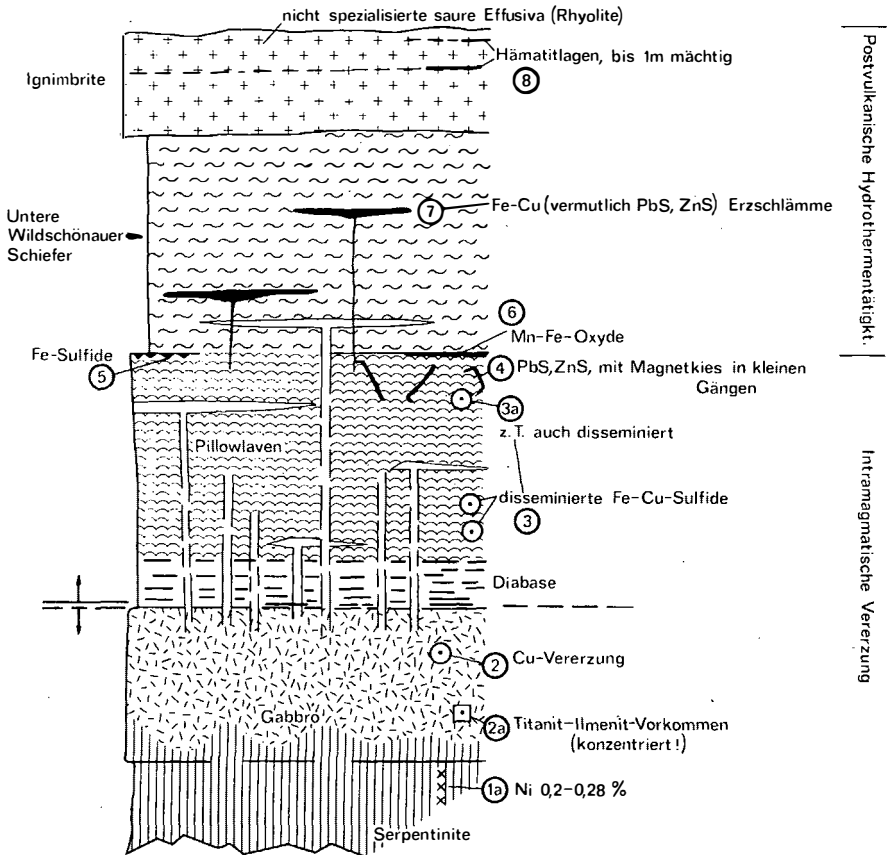 nicht spezialisierte saure Effusiva (Rhyolite)
Hämatitlagen, bis 1m mächtig
8
Ignimbrite
Postvulkanische Hydrothermentätigkt.
7
Fe-Cu (vermutlich PbS, ZnS) Erzschlämme
Untere
Wildschönauer
Schiefer
6
Mn-Fe-Oxyde
Fe-Sulfide
5
4
PbS, ZnS, mit Magnetkies in kleinen
Gängen
3a
z.T. auch disseminiert
Pillowlaven
disseminierte Fe-Cu-Sulfide
3
Intramagmatische Vererzung
Diabase
2
Cu-Vererzung
Gabbro
2a
Titanit-Ilmenit-Vorkommen
(konzentriert!)
1a
Ni 0,2-0,28 %
Serpentinite